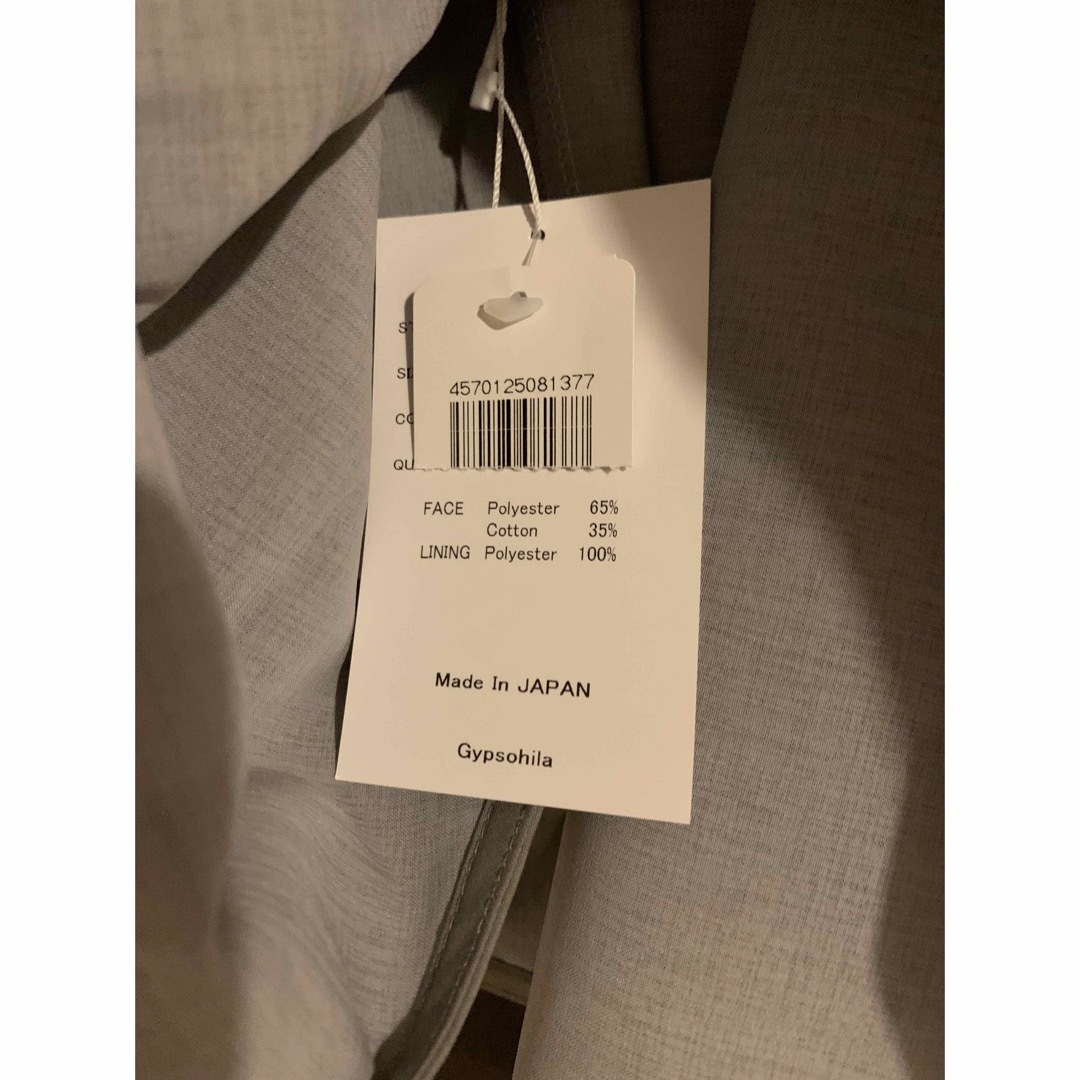 4570125081377
FACE Polyester 65%
Cotton 35%
LINING Polyester 100%
Made In JAPAN
Gypsohila